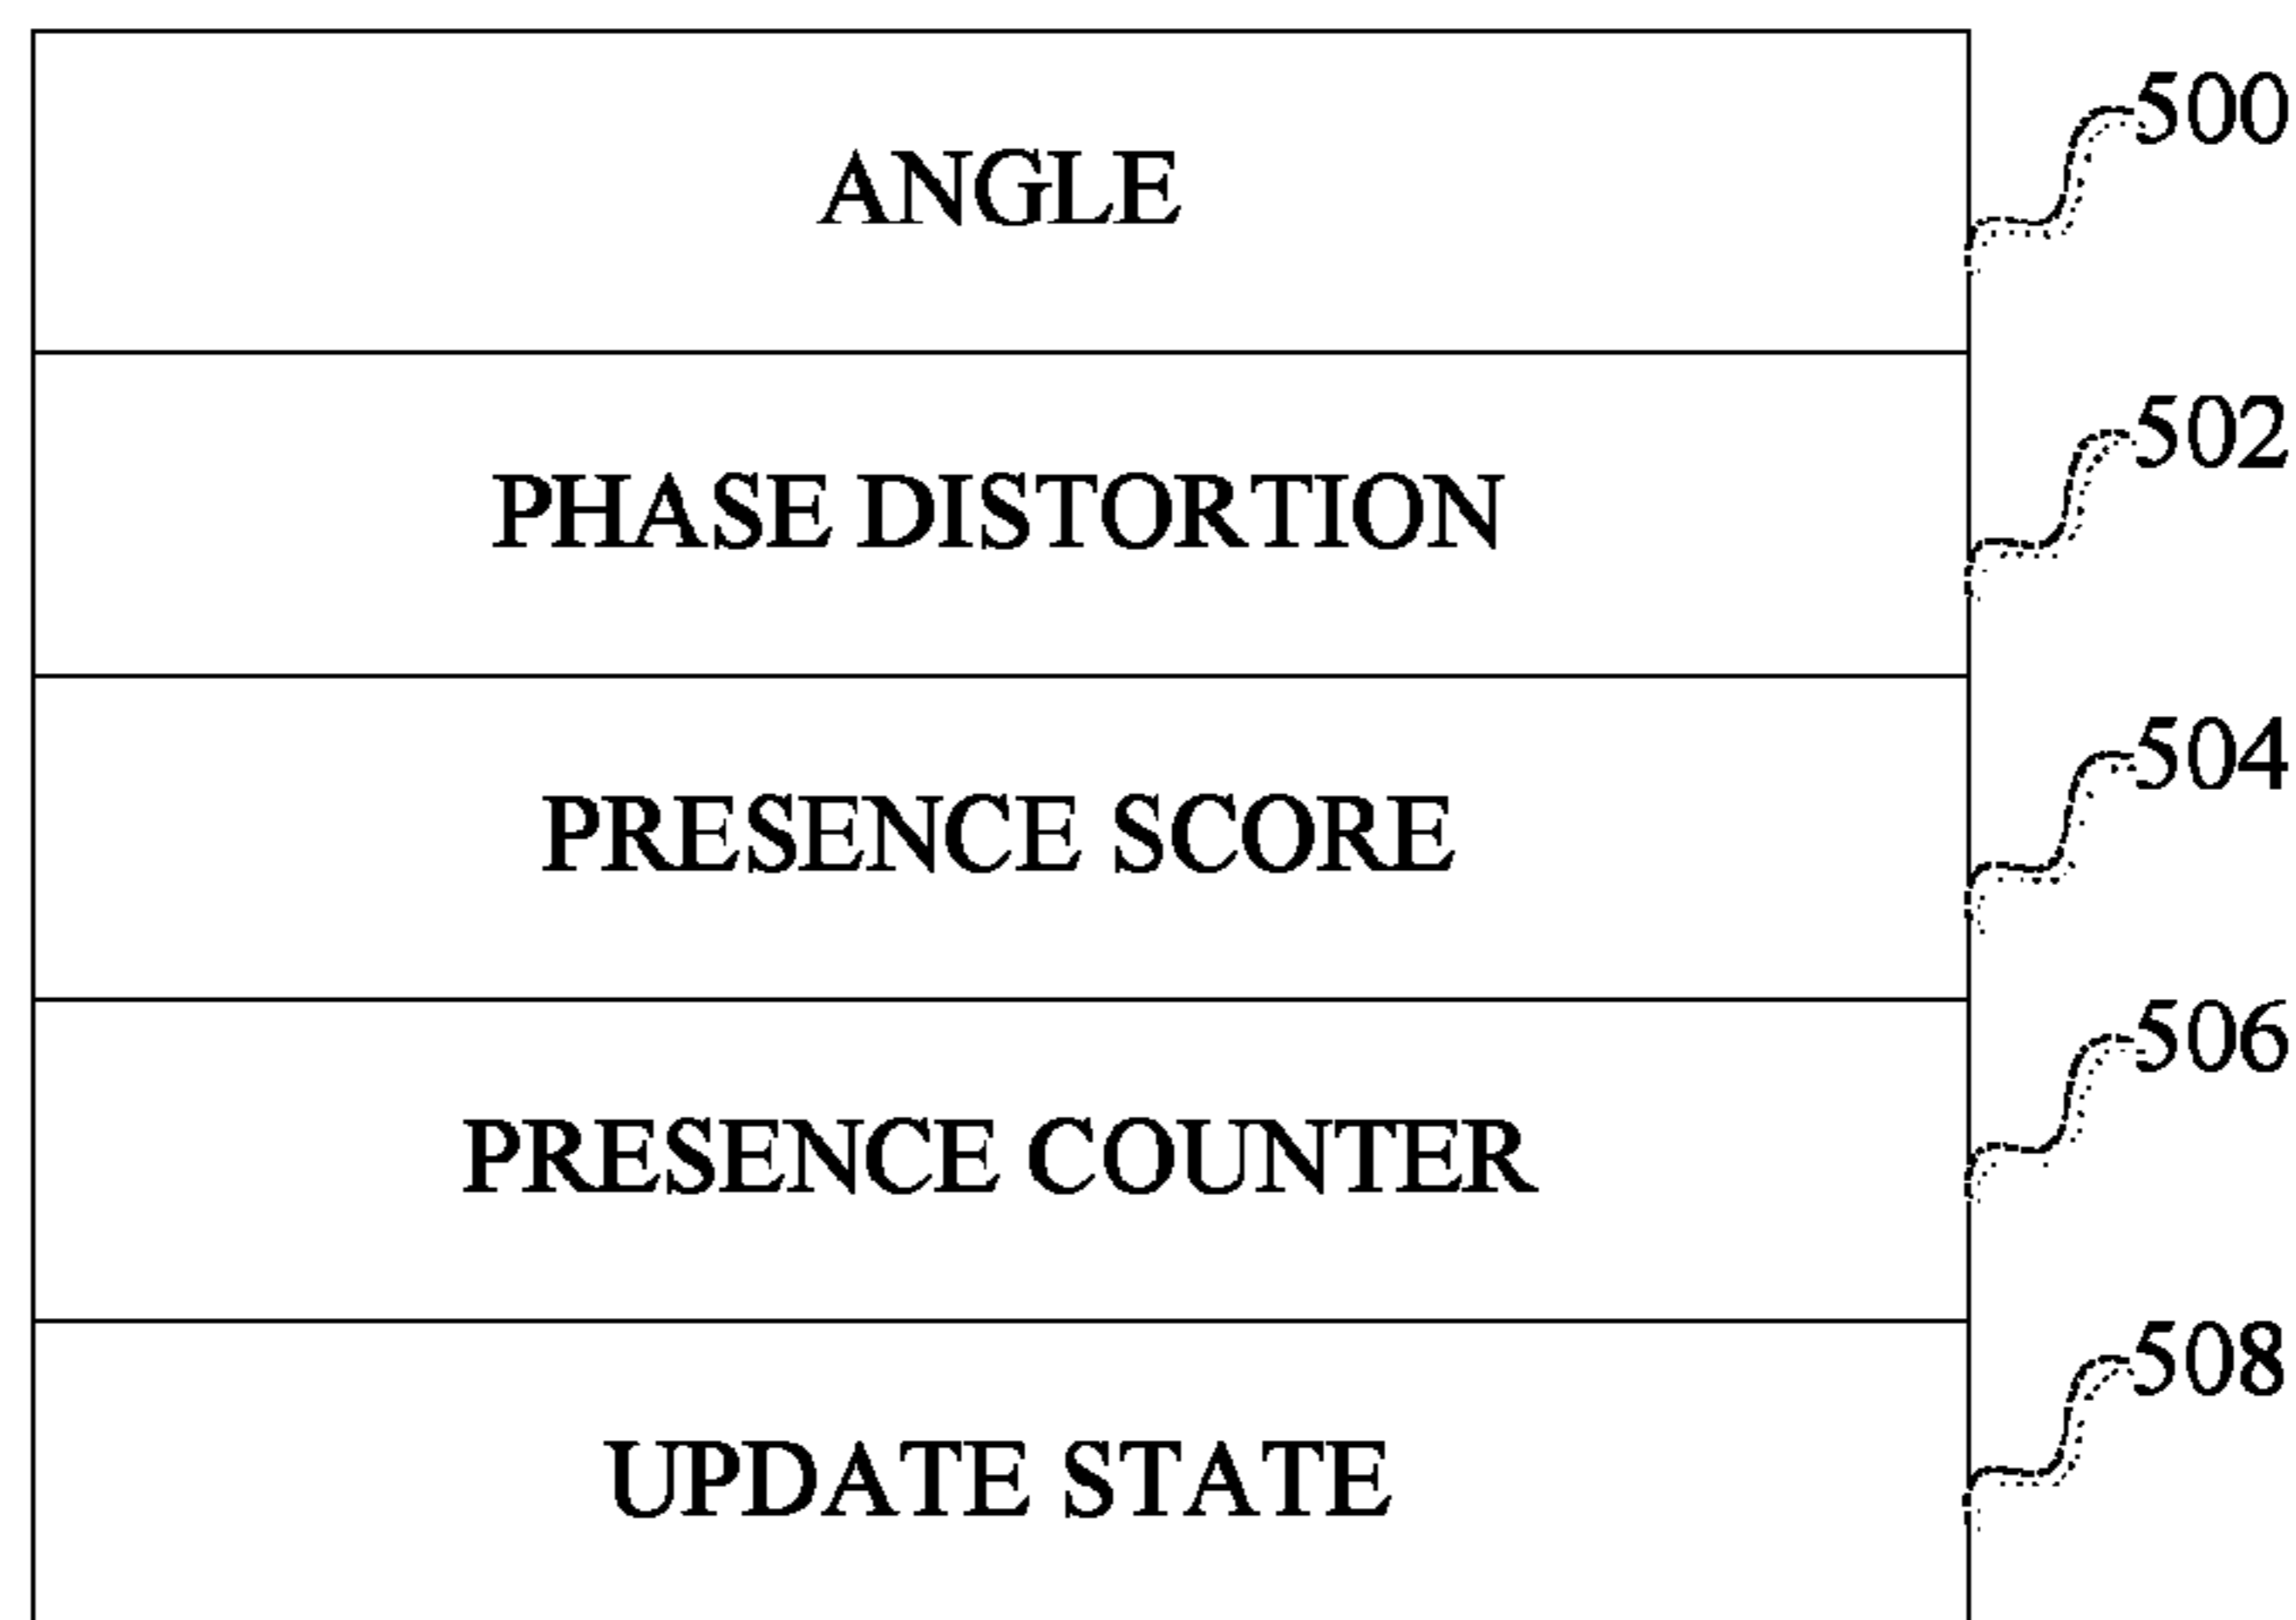 ANGLE 500
PHASE DISTORTION 502
PRESENCE SCORE 504
PRESENCE COUNTER 506
UPDATE STATE 508